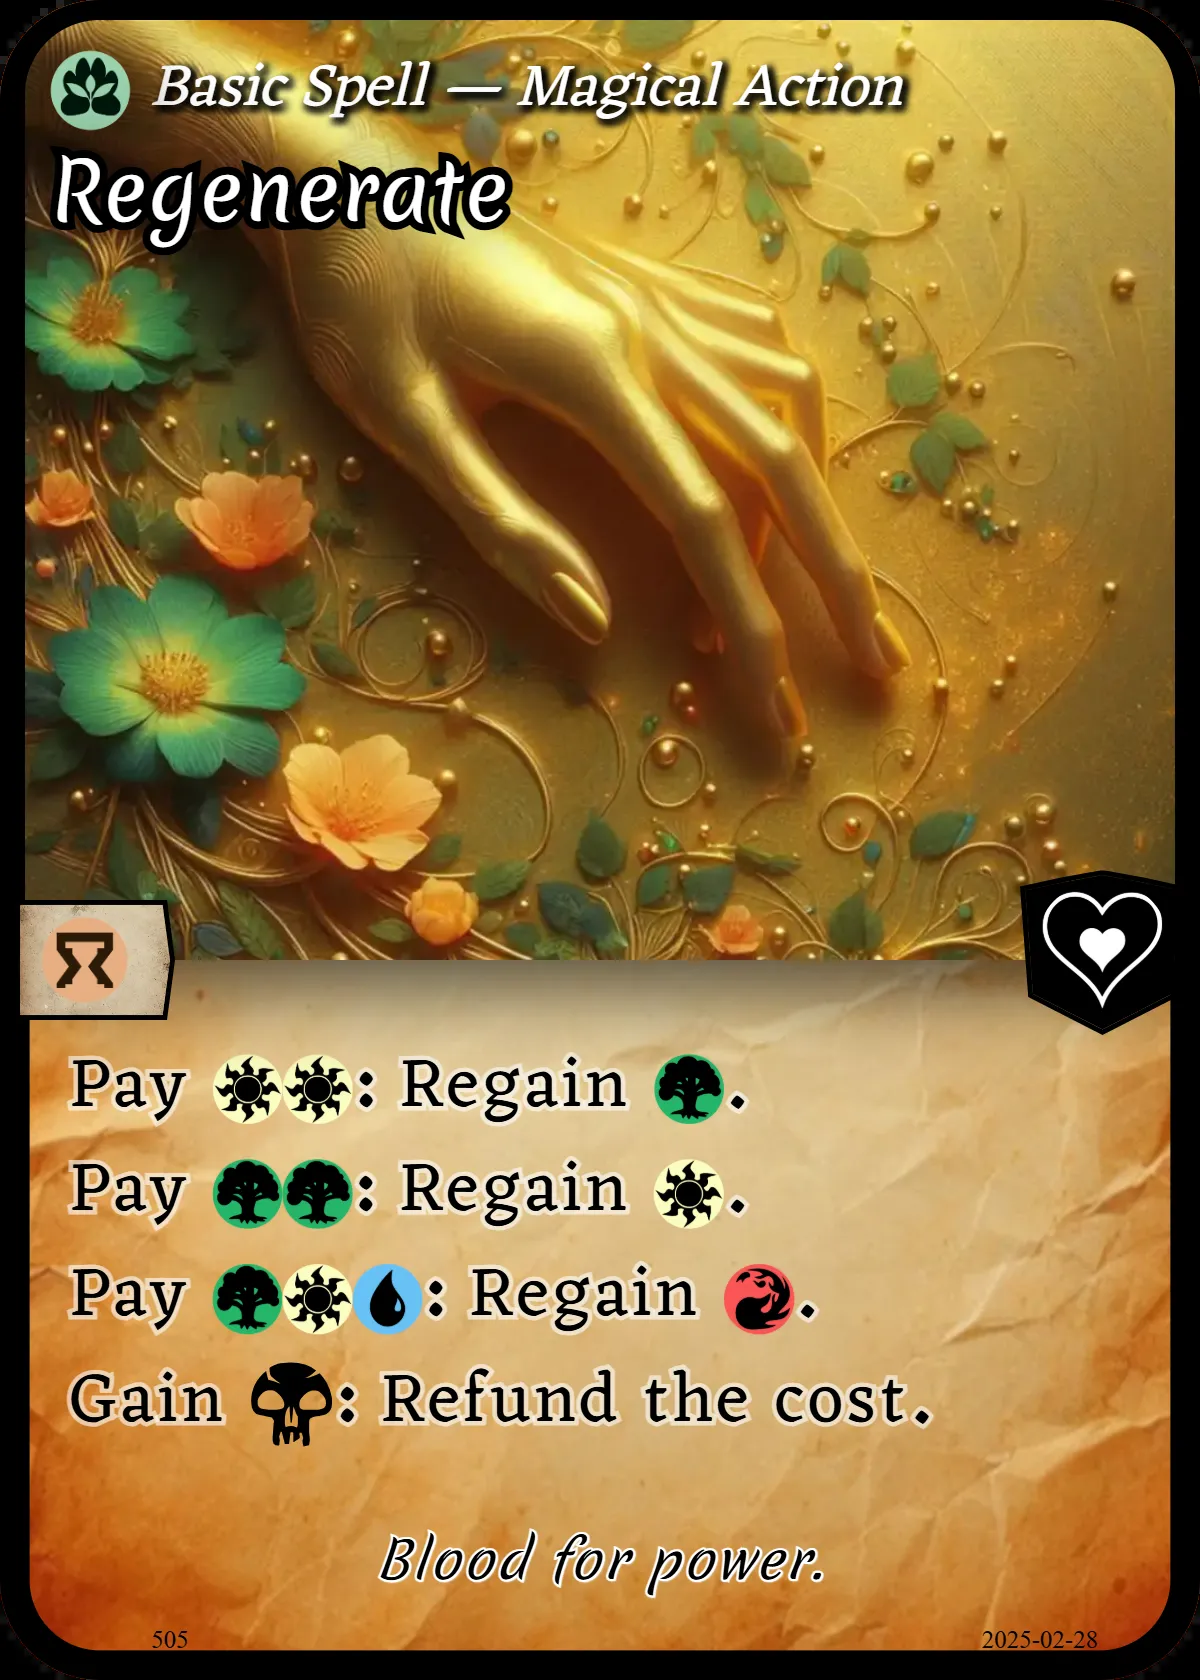 Basic Spell — Magical Action
Regenerate
Pay : Regain .
Pay : Regain .
Pay : Regain .
Gain : Refund the cost.
Blood for power.
505
2025-02-28